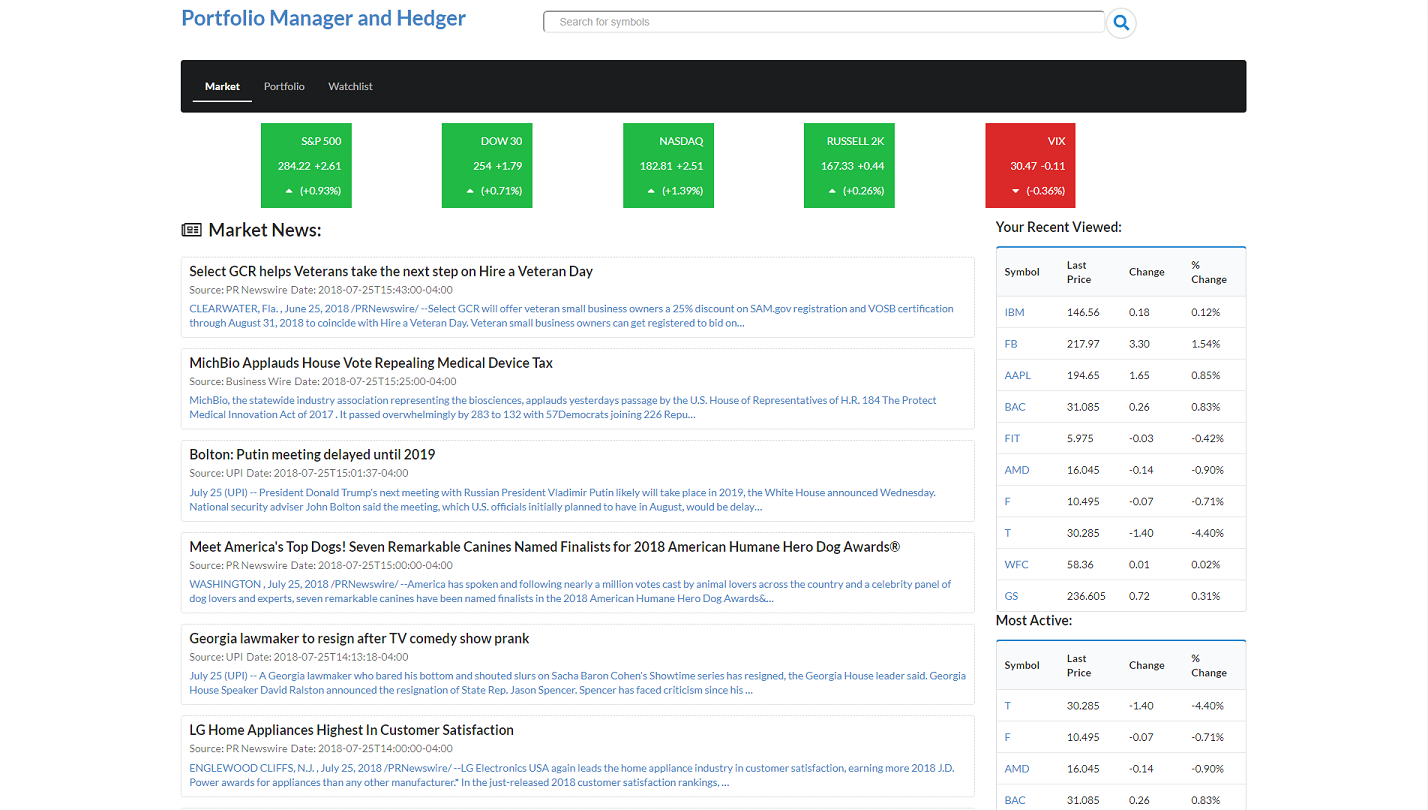 Portfolio Manager and Hedger
Search for symbols
Market Portfolio Watchlist
S&P 500
284.22 +2.61
(+0.93%)
DOW 30
254 +1.79
(+0.71%)
NASDAQ
182.81 +2.51
(+1.39%)
RUSSELL 2K
167.33 +0.44
(+0.26%)
VIX
30.47 -0.11
(-0.36%)
Market News:
Select GCR helps Veterans take the next step on Hire a Veteran Day
Source: PR Newswire Date: 2018-07-25T15:43:00-04:00
CLEARWATER, Fla. , June 25, 2018 /PRNewswire/ --Select GCR will offer veteran small business owners a 25% discount on SAM.gov registration and VOSB certification
through August 31, 2018 to coincide with Hire a Veteran Day. Veteran small business owners can get registered to bid on...
MichBio Applauds House Vote Repealing Medical Device Tax
Source: Business Wire Date: 2018-07-25T15:25:00-04:00
MichBio, the statewide industry association representing the biosciences, applauds yesterdays passage by the U.S. House of Representatives of H.R. 184 The Protect
Medical Innovation Act of 2017 . It passed overwhelmingly by 283 to 132 with 57Democrats joining 226 Repu...
Bolton: Putin meeting delayed until 2019
Source: UPI Date: 2018-07-25T15:01:37-04:00
July 25 (UPI) -- President Donald Trump's next meeting with Russian President Vladimir Putin likely will take place in 2019, the White House announced Wednesday.
National security adviser John Bolton said the meeting, which U.S. officials initially planned to have in August, would be delay...
Meet America's Top Dogs! Seven Remarkable Canines Named Finalists for 2018 American Humane Hero Dog Awards®
Source: PR Newswire Date: 2018-07-25T15:00:00-04:00
WASHINGTON , July 25, 2018 /PRNewswire/ --America has spoken and following nearly a million votes cast by animal lovers across the country and a celebrity panel of
dog lovers and experts, seven remarkable canines have been named finalists in the 2018 American Humane Hero Dog Awards&...
Georgia lawmaker to resign after TV comedy show prank
Source: UPI Date: 2018-07-25T14:13:18-04:00
July 25 (UPI) -- A Georgia lawmaker who bared his bottom and shouted slurs on Sacha Baron Cohen's Showtime series has resigned, the Georgia House leader said. Georgia
House Speaker David Ralston announced the resignation of State Rep. Jason Spencer. Spencer has faced criticism since his ...
LG Home Appliances Highest In Customer Satisfaction
Source: PR Newswire Date: 2018-07-25T14:00:00-04:00
ENGLEWOOD CLIFFS, N.J. , July 25, 2018 /PRNewswire/ --LG Electronics USA again leads the home appliance industry in customer satisfaction, earning more 2018 J.D.
Power awards for appliances than any other manufacturer.* In the just-released 2018 customer satisfaction rankings, ...
Your Recent Viewed:
Symbol Last Price Change % Change
IBM 146.56 0.18 0.12%
FB 217.97 3.30 1.54%
AAPL 194.65 1.65 0.85%
BAC 31.085 0.26 0.83%
FIT 5.975 -0.03 -0.42%
AMD 16.045 -0.14 -0.90%
F 10.495 -0.07 -0.71%
T 30.285 -1.40 -4.40%
WFC 58.36 0.01 0.02%
GS 236.605 0.72 0.31%
Most Active:
Symbol Last Price Change % Change
T 30.285 -1.40 -4.40%
F 10.495 -0.07 -0.71%
AMD 16.045 -0.14 -0.90%
BAC 31.085 0.26 0.83%